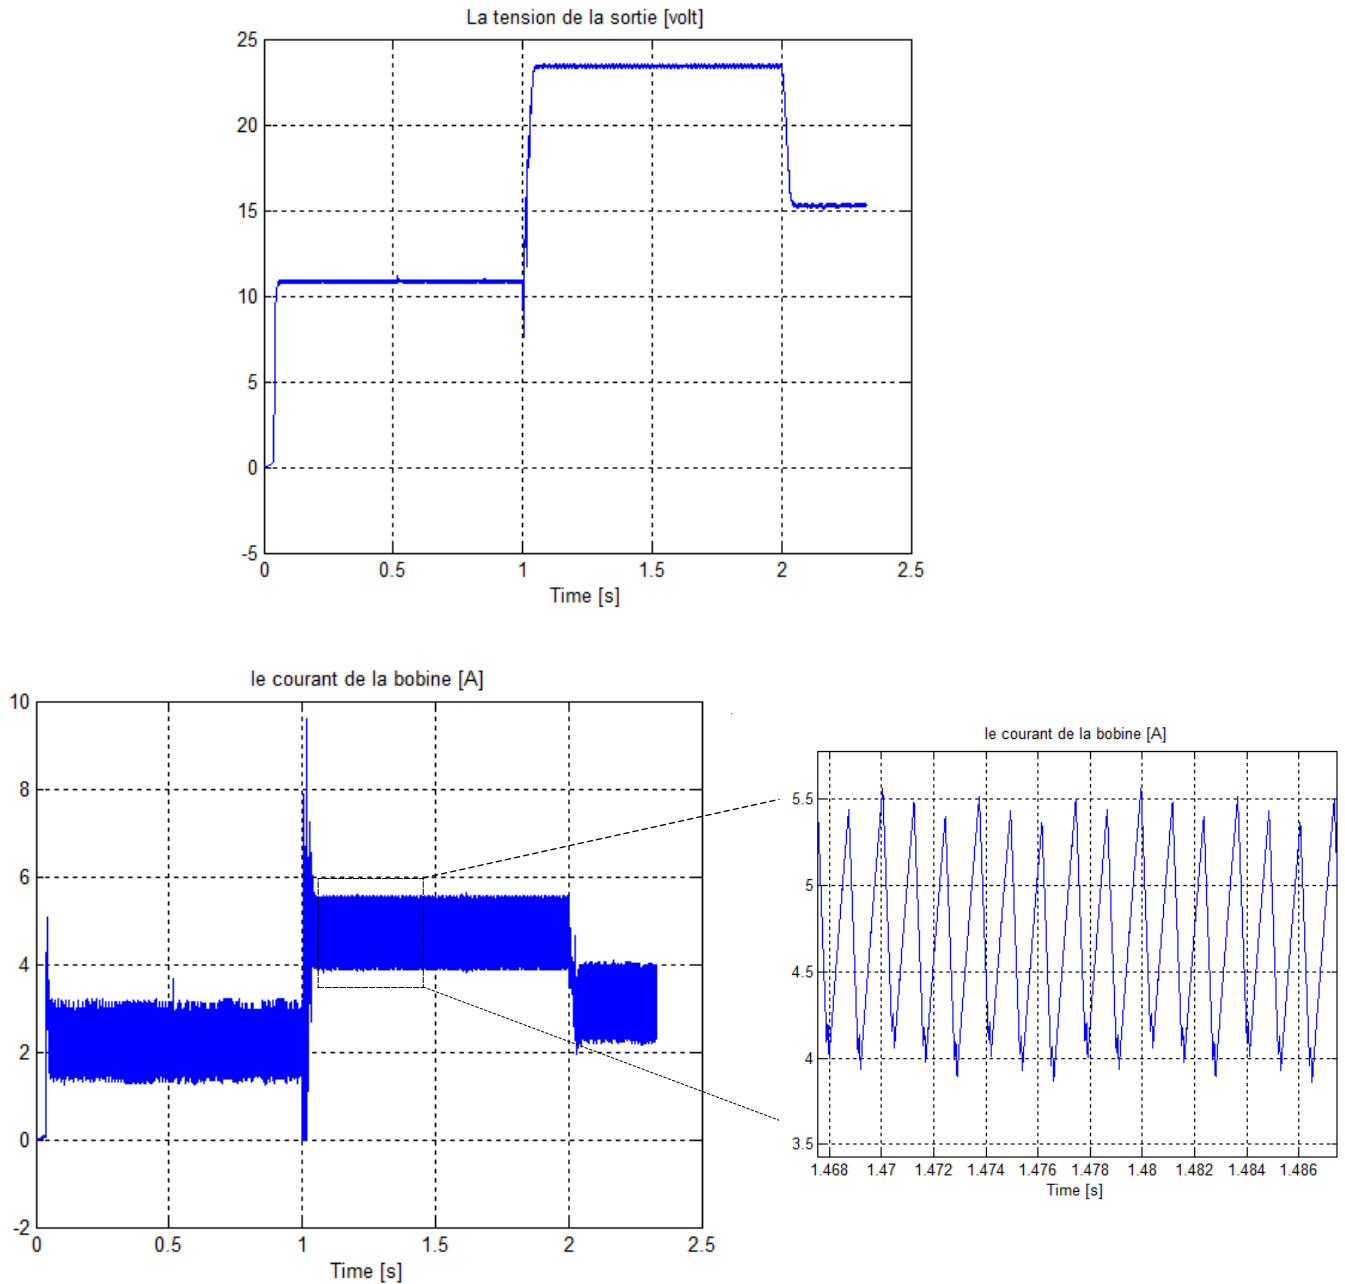 La tension de la sortie [volt]
25
20
15
10
5
0
-5
0 0.5 1 1.5 2 2.5
Time [s]
le courant de la bobine [A]
10
8
6
4
2
0
-2
0 0.5 1 1.5 2 2.5
Time [s]
le courant de la bobine [A]
5.5
5
4.5
4
3.5
1.468 1.47 1.472 1.474 1.476 1.478 1.48 1.482 1.484 1.486
Time [s]